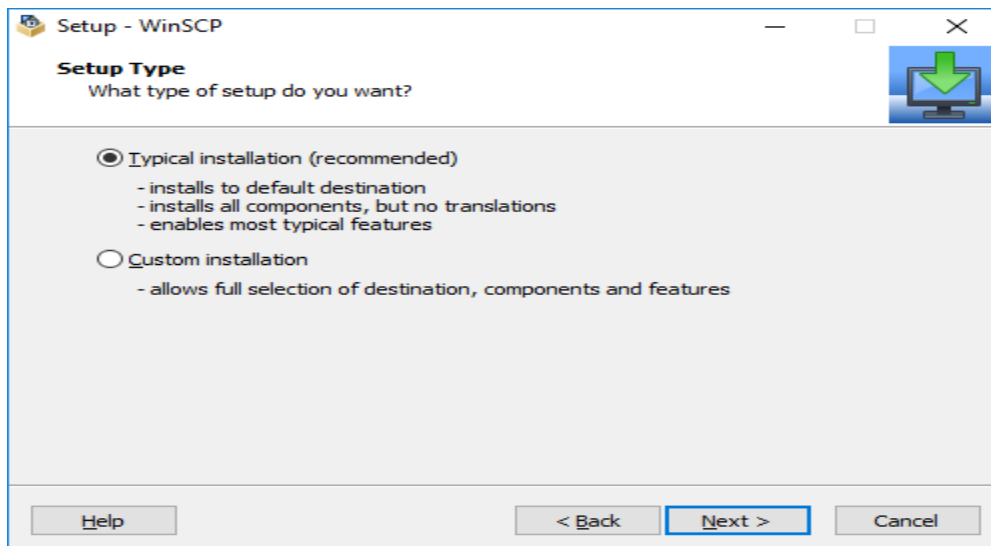 Setup - WinSCP
Setup Type
What type of setup do you want?
Typical installation (recommended)
- installs to default destination
- installs all components, but no translations
- enables most typical features
Custom installation
- allows full selection of destination, components and features
Help
< Back
Next >
Cancel